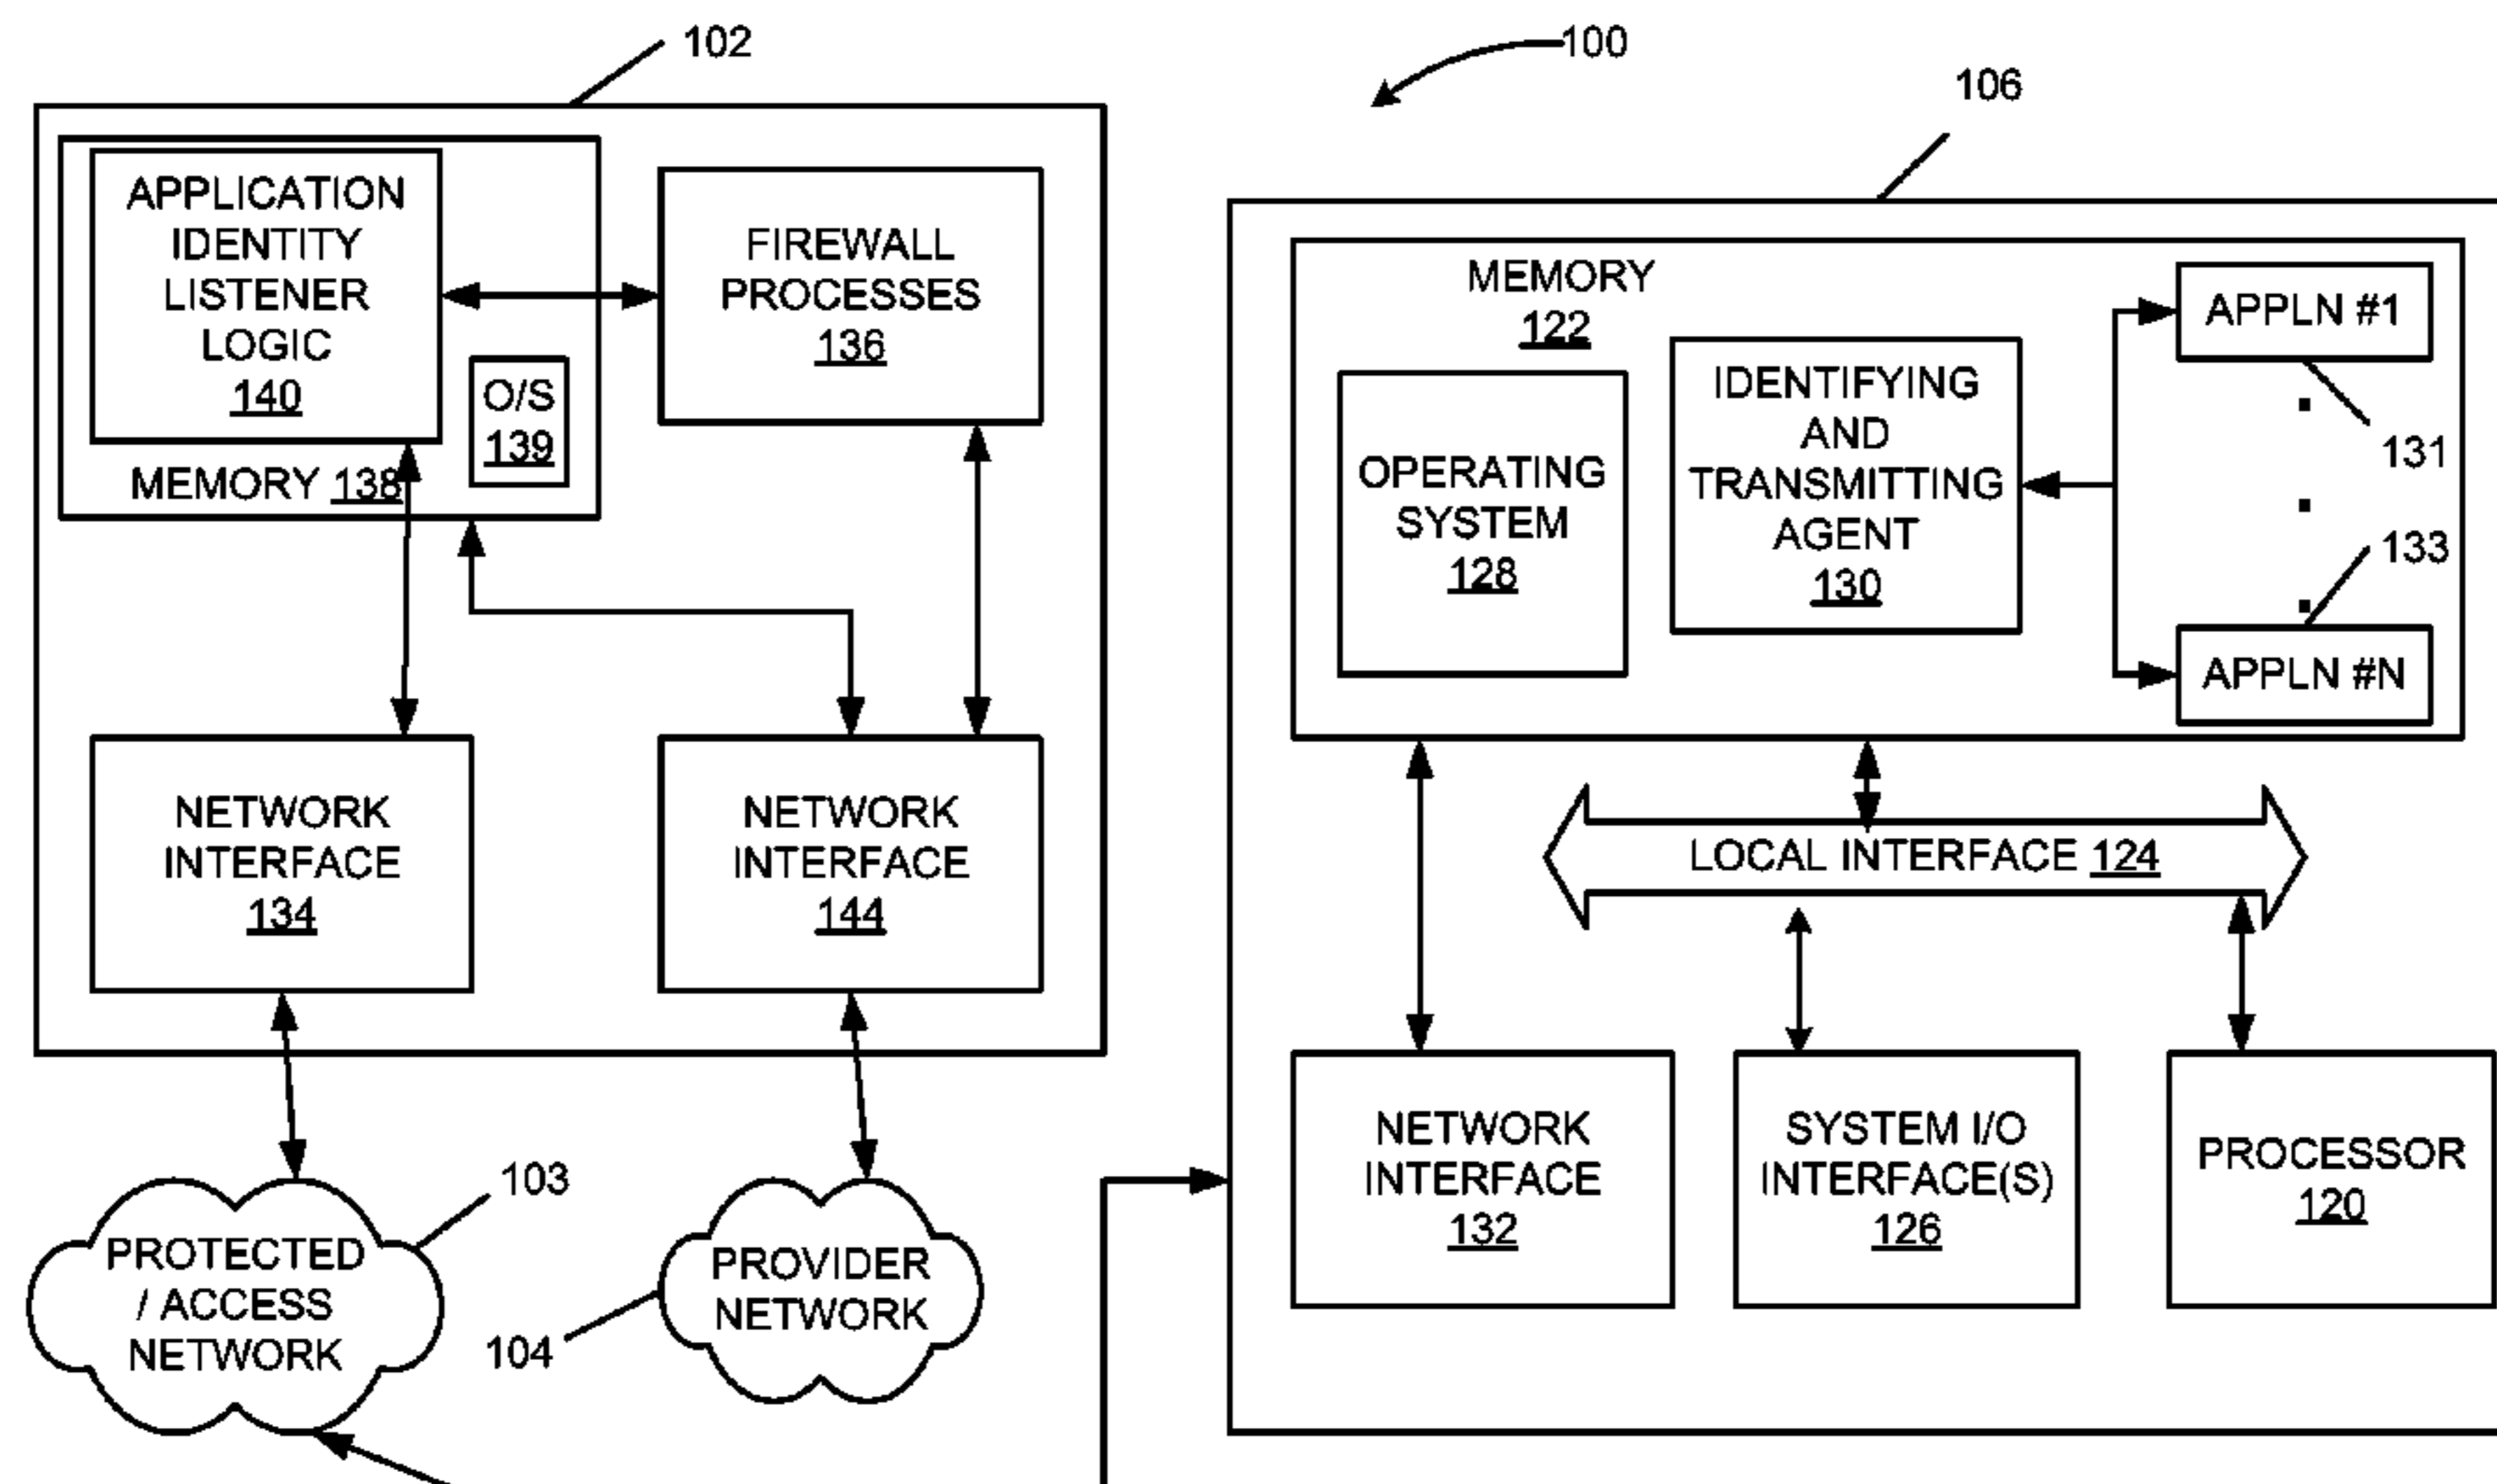 102
100
106
APPLICATION
IDENTITY
LISTENER
LOGIC
140
O/S
139
MEMORY 138
FIREWALL
PROCESSES
136
NETWORK
INTERFACE
134
NETWORK
INTERFACE
144
103
PROTECTED
/ ACCESS
NETWORK
104
PROVIDER
NETWORK
MEMORY
122
OPERATING
SYSTEM
128
IDENTIFYING
AND
TRANSMITTING
AGENT
130
APPLN #1
131
133
APPLN #N
LOCAL INTERFACE 124
NETWORK
INTERFACE
132
SYSTEM I/O
INTERFACE(S)
126
PROCESSOR
120